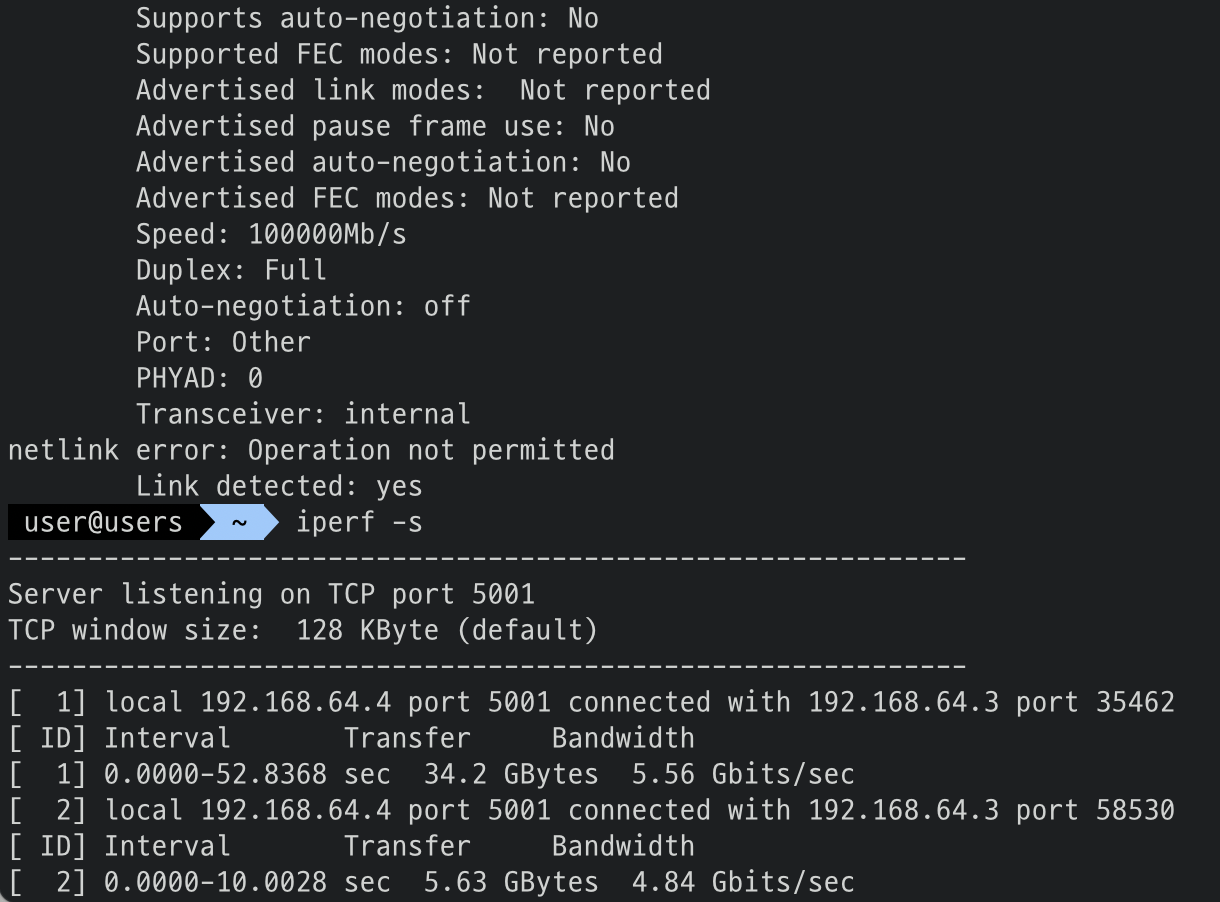 Supports auto-negotiation: No
Supported FEC modes: Not reported
Advertised link modes:  Not reported
Advertised pause frame use: No
Advertised auto-negotiation: No
Advertised FEC modes: Not reported
Speed: 100000Mb/s
Duplex: Full
Auto-negotiation: off
Port: Other
PHYAD: 0
Transceiver: internal
netlink error: Operation not permitted
Link detected: yes
user@users ~ iperf -s
------------------------------------------------------------
Server listening on TCP port 5001
TCP window size:  128 KByte (default)
------------------------------------------------------------
[  1] local 192.168.64.4 port 5001 connected with 192.168.64.3 port 35462
[ ID] Interval       Transfer     Bandwidth
[  1] 0.0000-52.8368 sec  34.2 GBytes  5.56 Gbits/sec
[  2] local 192.168.64.4 port 5001 connected with 192.168.64.3 port 58530
[ ID] Interval       Transfer     Bandwidth
[  2] 0.0000-10.0028 sec  5.63 GBytes  4.84 Gbits/sec